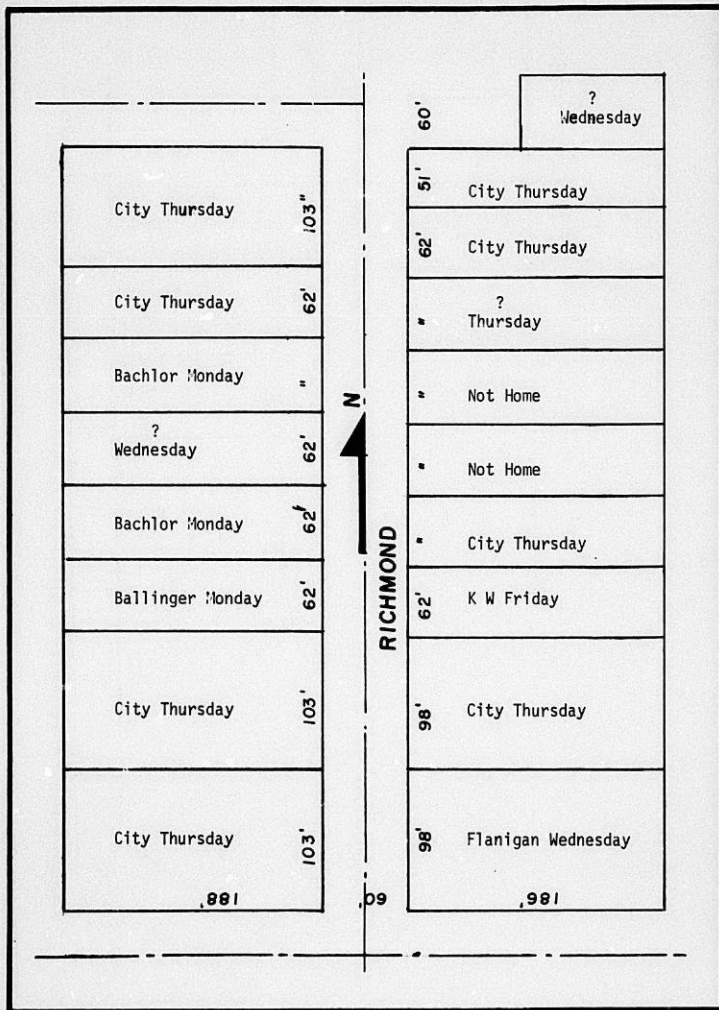 ?
Wednesday
60'
City Thursday
103"
51'
City Thursday
City Thursday
62'
62'
City Thursday
Bachlor Monday
"
"
?
Thursday
?
Wednesday
62'
N
"
Not Home
Bachlor Monday
62'
"
Not Home
Ballinger Monday
62'
RICHMOND
"
City Thursday
62'
K W Friday
City Thursday
103'
98'
City Thursday
City Thursday
103'
98'
Flanigan Wednesday
188'
60'
186'